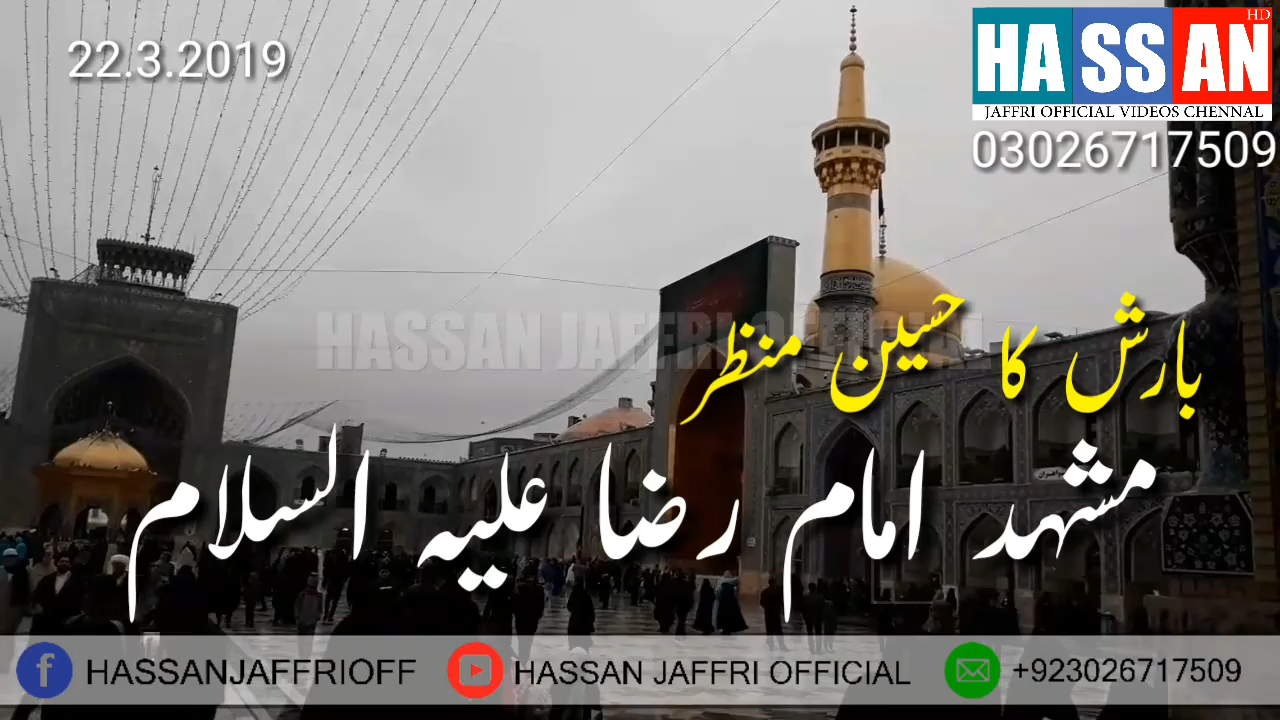 22.3.2019
HASSAN HD
JAFFRI OFFICIAL VIDEOS CHENNAL
03026717509
HASSAN JAFFRI OFFICIAL
بارش کا حسین منظر
مشہد امام رضا علیہ السلام
HASSANJAFFRIOFF
HASSAN JAFFRI OFFICIAL
+923026717509